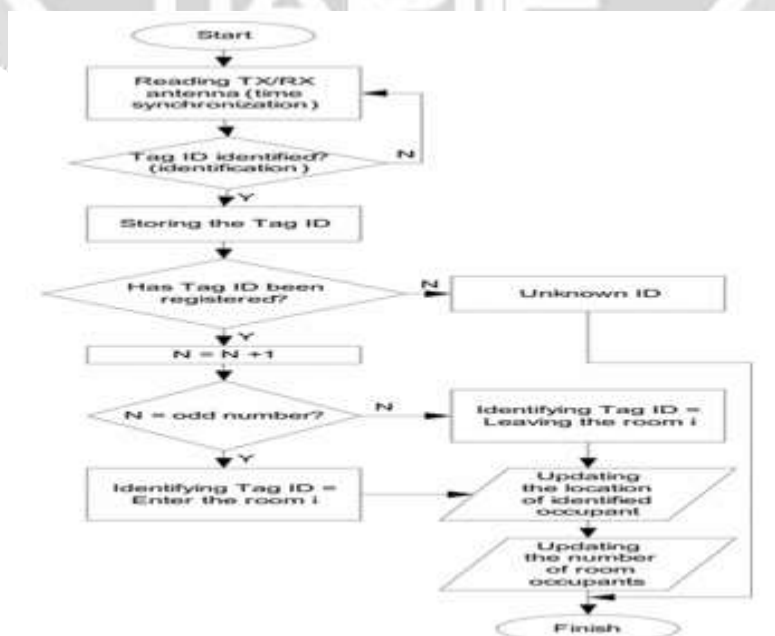 Start
Reading TX/RX
antenna (time
synchronization)
Tag ID identified?
(identification)
N
Y
Storing the Tag ID
Has Tag ID been
registered?
N
Unknown ID
Y
N = N +1
N = odd number?
N
Identifying Tag ID =
Leaving the room i
Y
Identifying Tag ID =
Enter the room i
Updating
the location
of identified
occupant
Updating
the number
of room
occupants
Finish